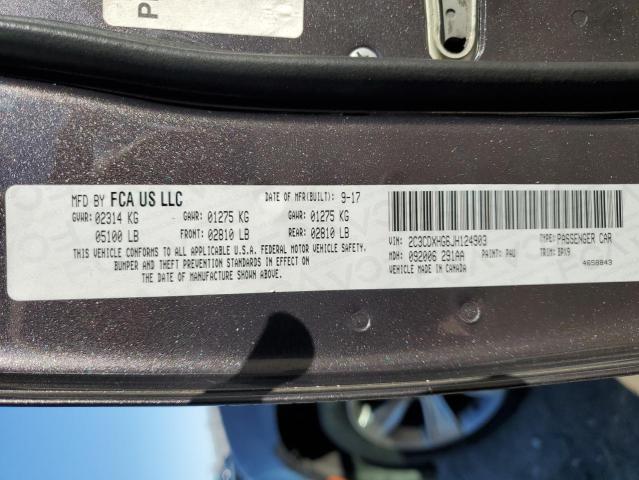 MFD BY FCA US LLC DATE OF MFR(BUILT): 9-17
GVWR: 02314 KG GAWR: 01275 KG GAWR: 01275 KG
05100 LB FRONT: 02810 LB REAR: 02810 LB
THIS VEHICLE CONFORMS TO ALL APPLICABLE U.S.A. FEDERAL MOTOR VEHICLE SAFETY,
BUMPER AND THEFT PREVENTION STANDARDS IN EFFECT ON
THE DATE OF MANUFACTURE SHOWN ABOVE.
VIN: 2C3CDXHG6JH124903 TYPE: PASSENGER CAR
MDH: 092006 291AA PAINT: PAU TRIM: BPX9
VEHICLE MADE IN CANADA 4658843